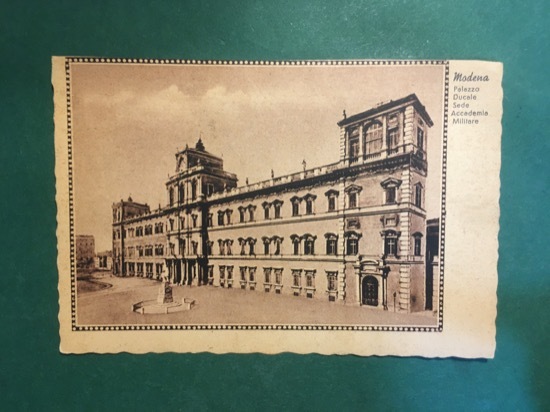 Modena
Palazzo
Ducale
Sede
Accademia
Militare